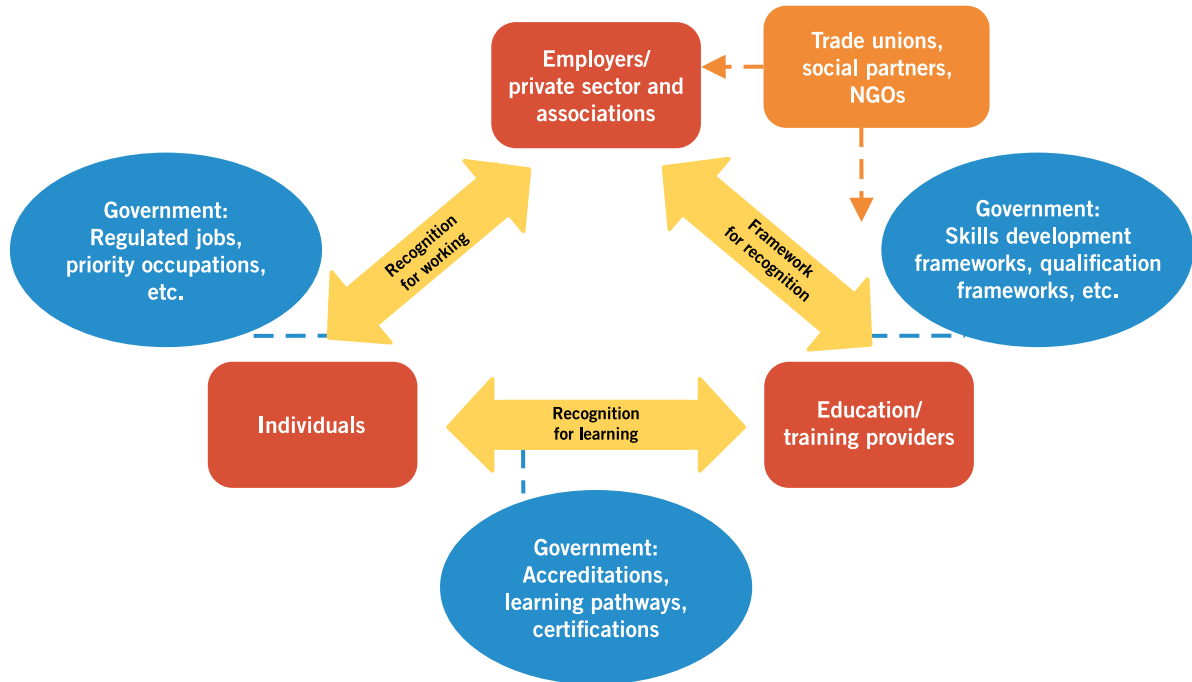 Employers/
private sector and
associations
Trade unions,
social partners,
NGOs
Government:
Regulated jobs,
priority occupations,
etc.
Recognition
for working
Framework
for recognition
Government:
Skills development
frameworks, qualification
frameworks, etc.
Individuals
Recognition
for learning
Education/
training providers
Government:
Accreditations,
learning pathways,
certifications